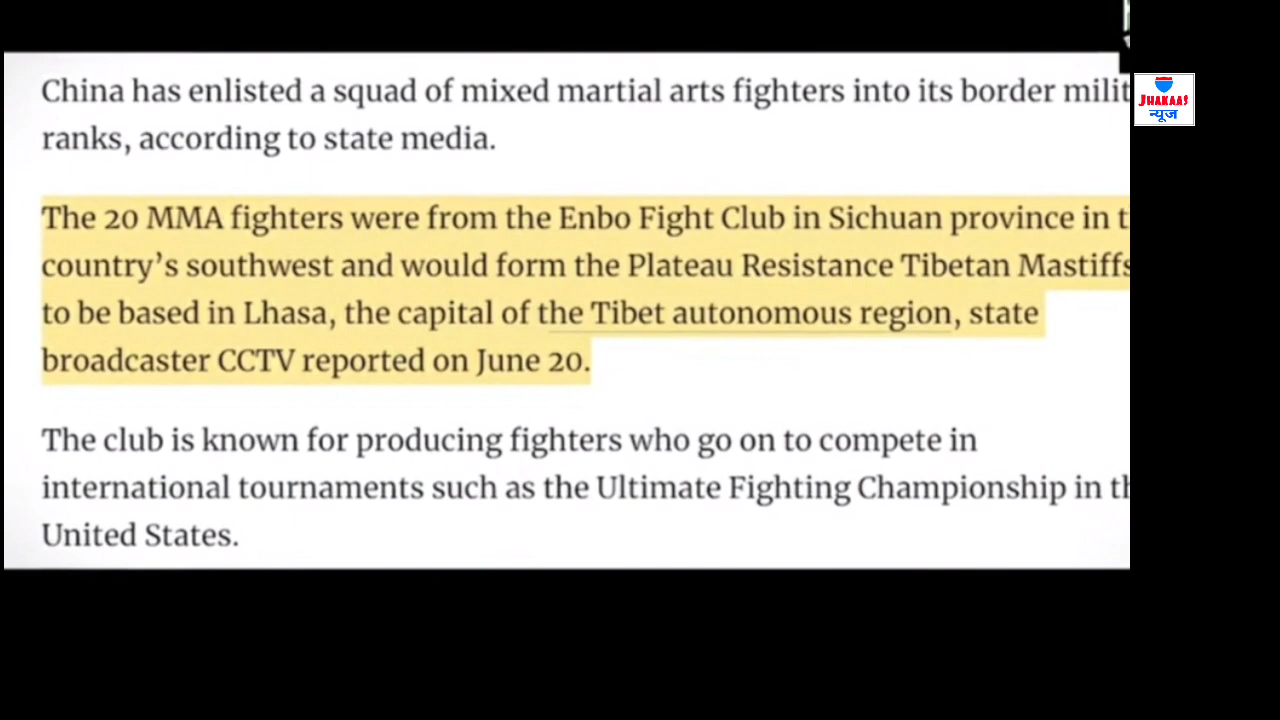 China has enlisted a squad of mixed martial arts fighters into its border milit
ranks, according to state media.
The 20 MMA fighters were from the Enbo Fight Club in Sichuan province in t
country's southwest and would form the Plateau Resistance Tibetan Mastiffs
to be based in Lhasa, the capital of the Tibet autonomous region, state
broadcaster CCTV reported on June 20.
The club is known for producing fighters who go on to compete in
international tournaments such as the Ultimate Fighting Championship in th
United States.
JHAKAAS
न्यूज